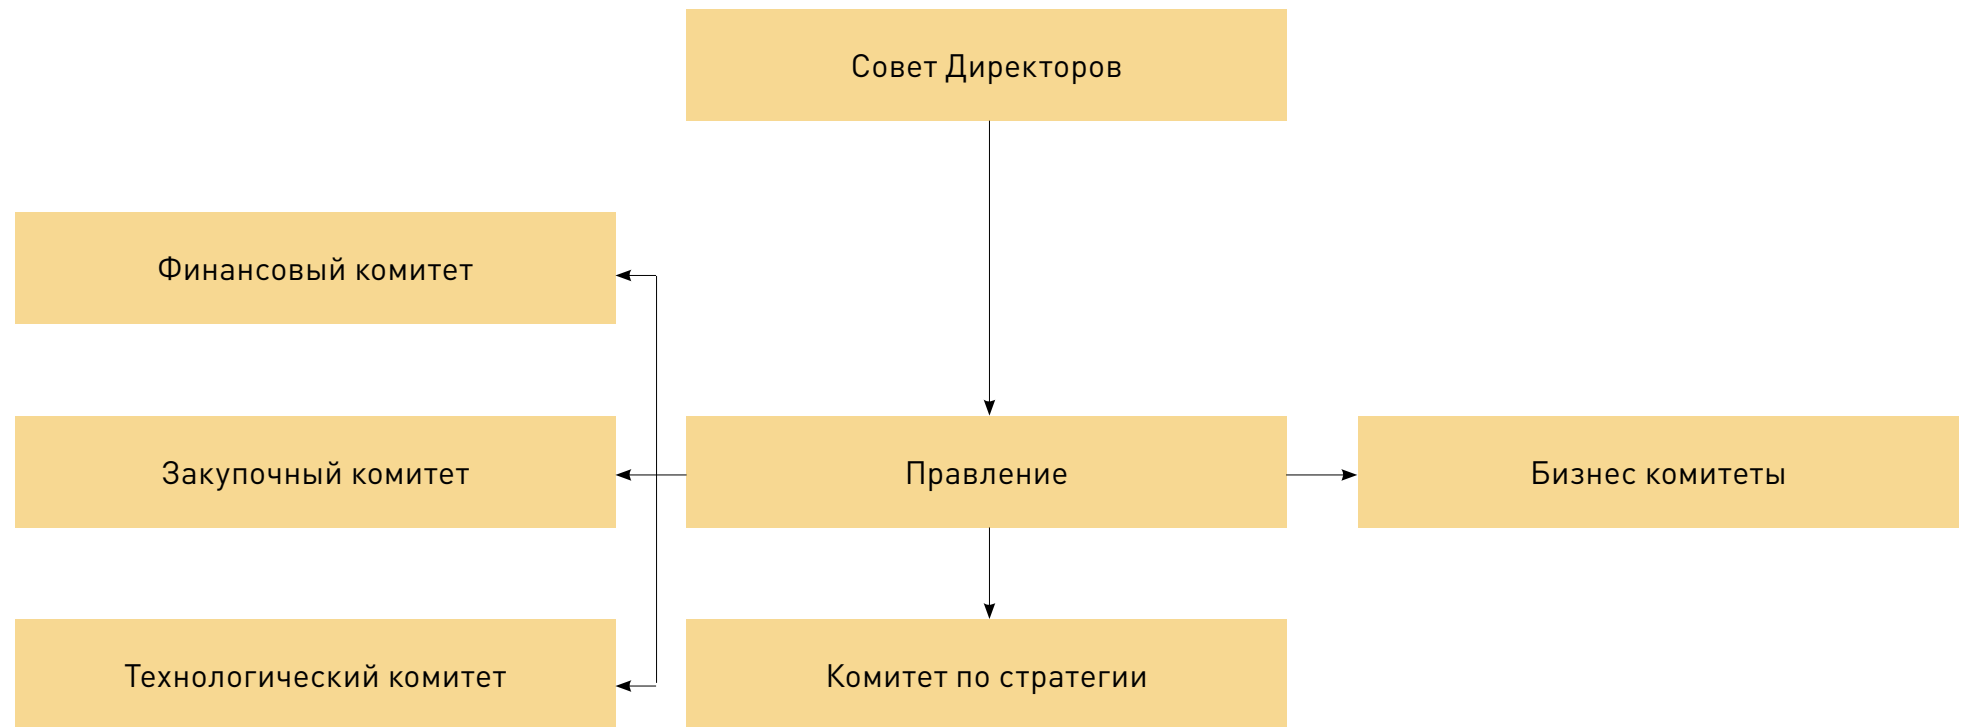 Совет Директоров
Финансовый комитет
Закупочный комитет
Правление
Бизнес комитеты
Технологический комитет
Комитет по стратегии